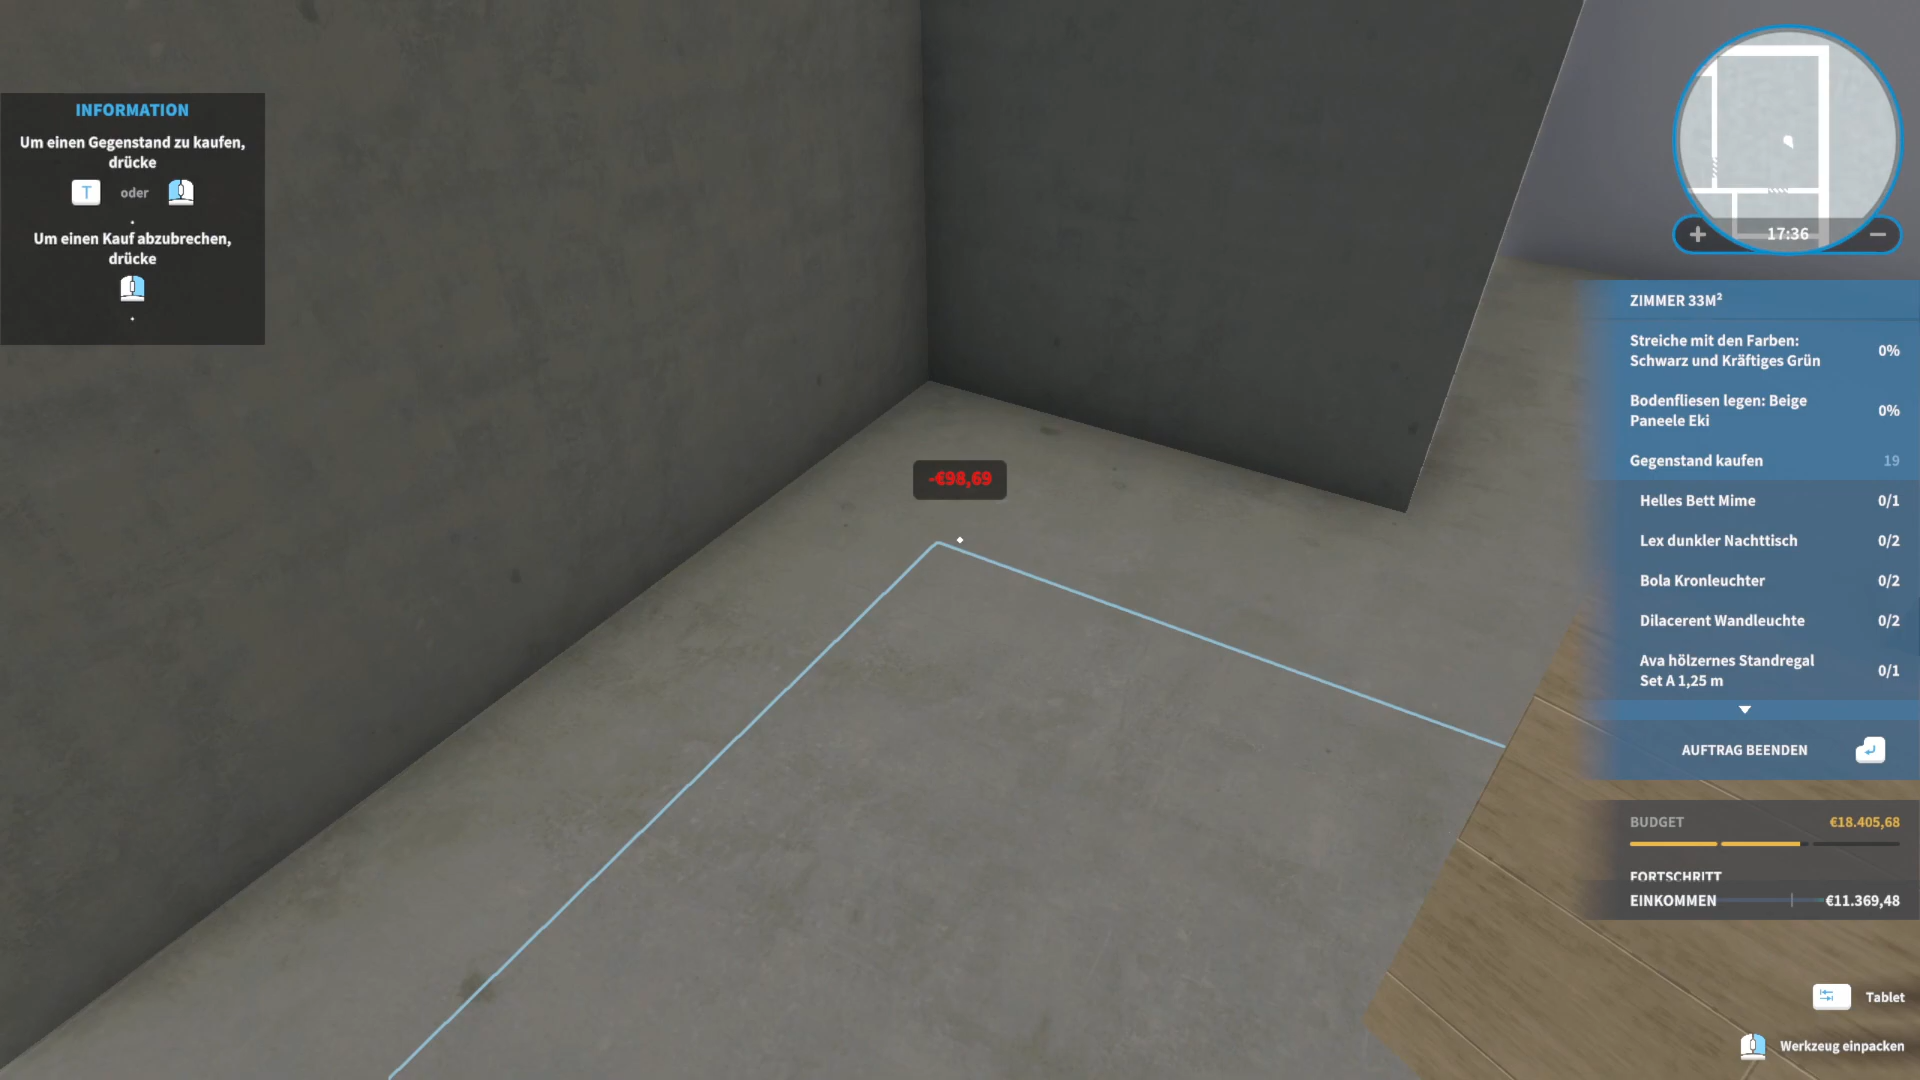 INFORMATION
Um einen Gegenstand zu kaufen,
drücke
T oder
.
Um einen Kauf abzubrechen,
drücke
.
-€98,69
17:36
ZIMMER 33M²
Streiche mit den Farben:
Schwarz und Kräftiges Grün 0%
Bodenfliesen legen: Beige
Paneele Eki 0%
Gegenstand kaufen 19
Helles Bett Mime 0/1
Lex dunkler Nachttisch 0/2
Bola Kronleuchter 0/2
Dilacerent Wandleuchte 0/2
Ava hölzernes Standregal
Set A 1,25 m 0/1
AUFTRAG BEENDEN
BUDGET €18.405,68
FORTSCHRITT
EINKOMMEN €11.369,48
Tablet
Werkzeug einpacken